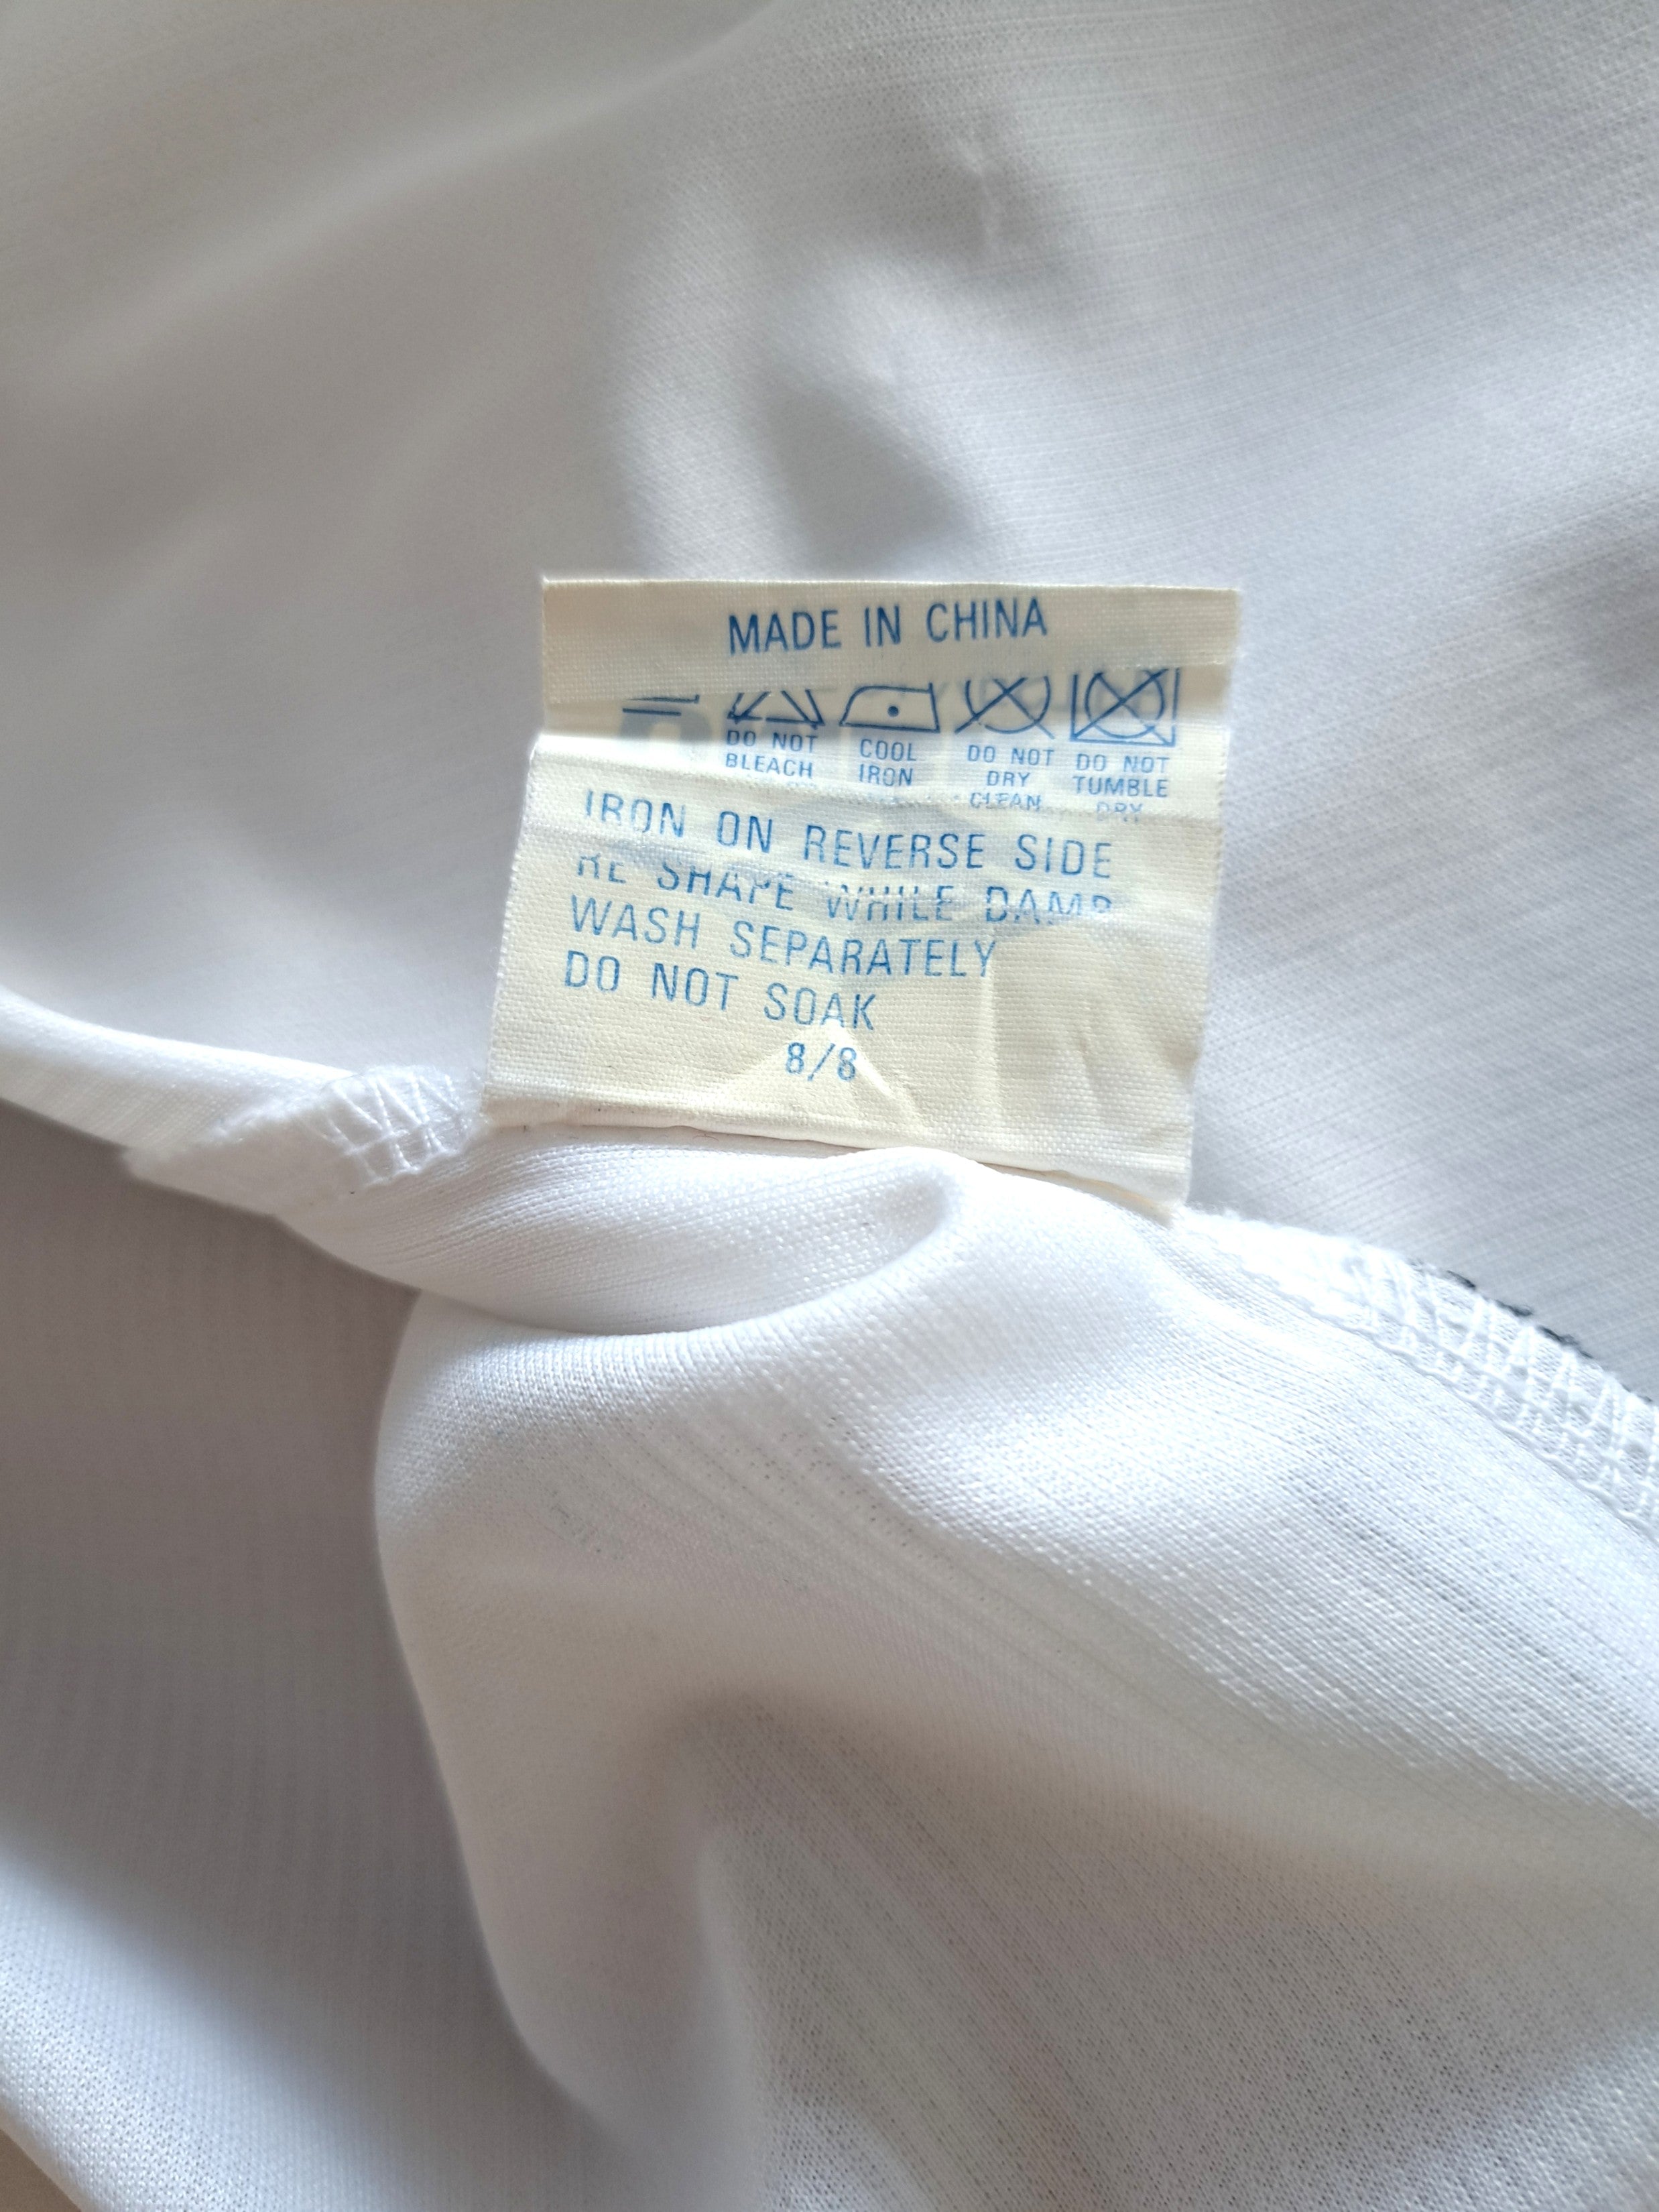 MADE IN CHINA
DO NOT BLEACH
COOL IRON
DO NOT DRY CLEAN
DO NOT TUMBLE DRY
IRON ON REVERSE SIDE
RE SHAPE WHILE DAMP
WASH SEPARATELY
DO NOT SOAK
8/8